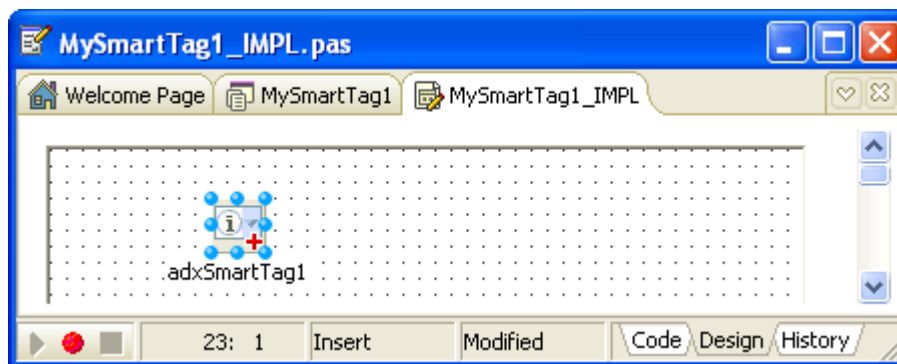 MySmartTag1_IMPL.pas
Welcome Page MySmartTag1 MySmartTag1_IMPL
adxSmartTag1
23: 1 Insert Modified Code Design History